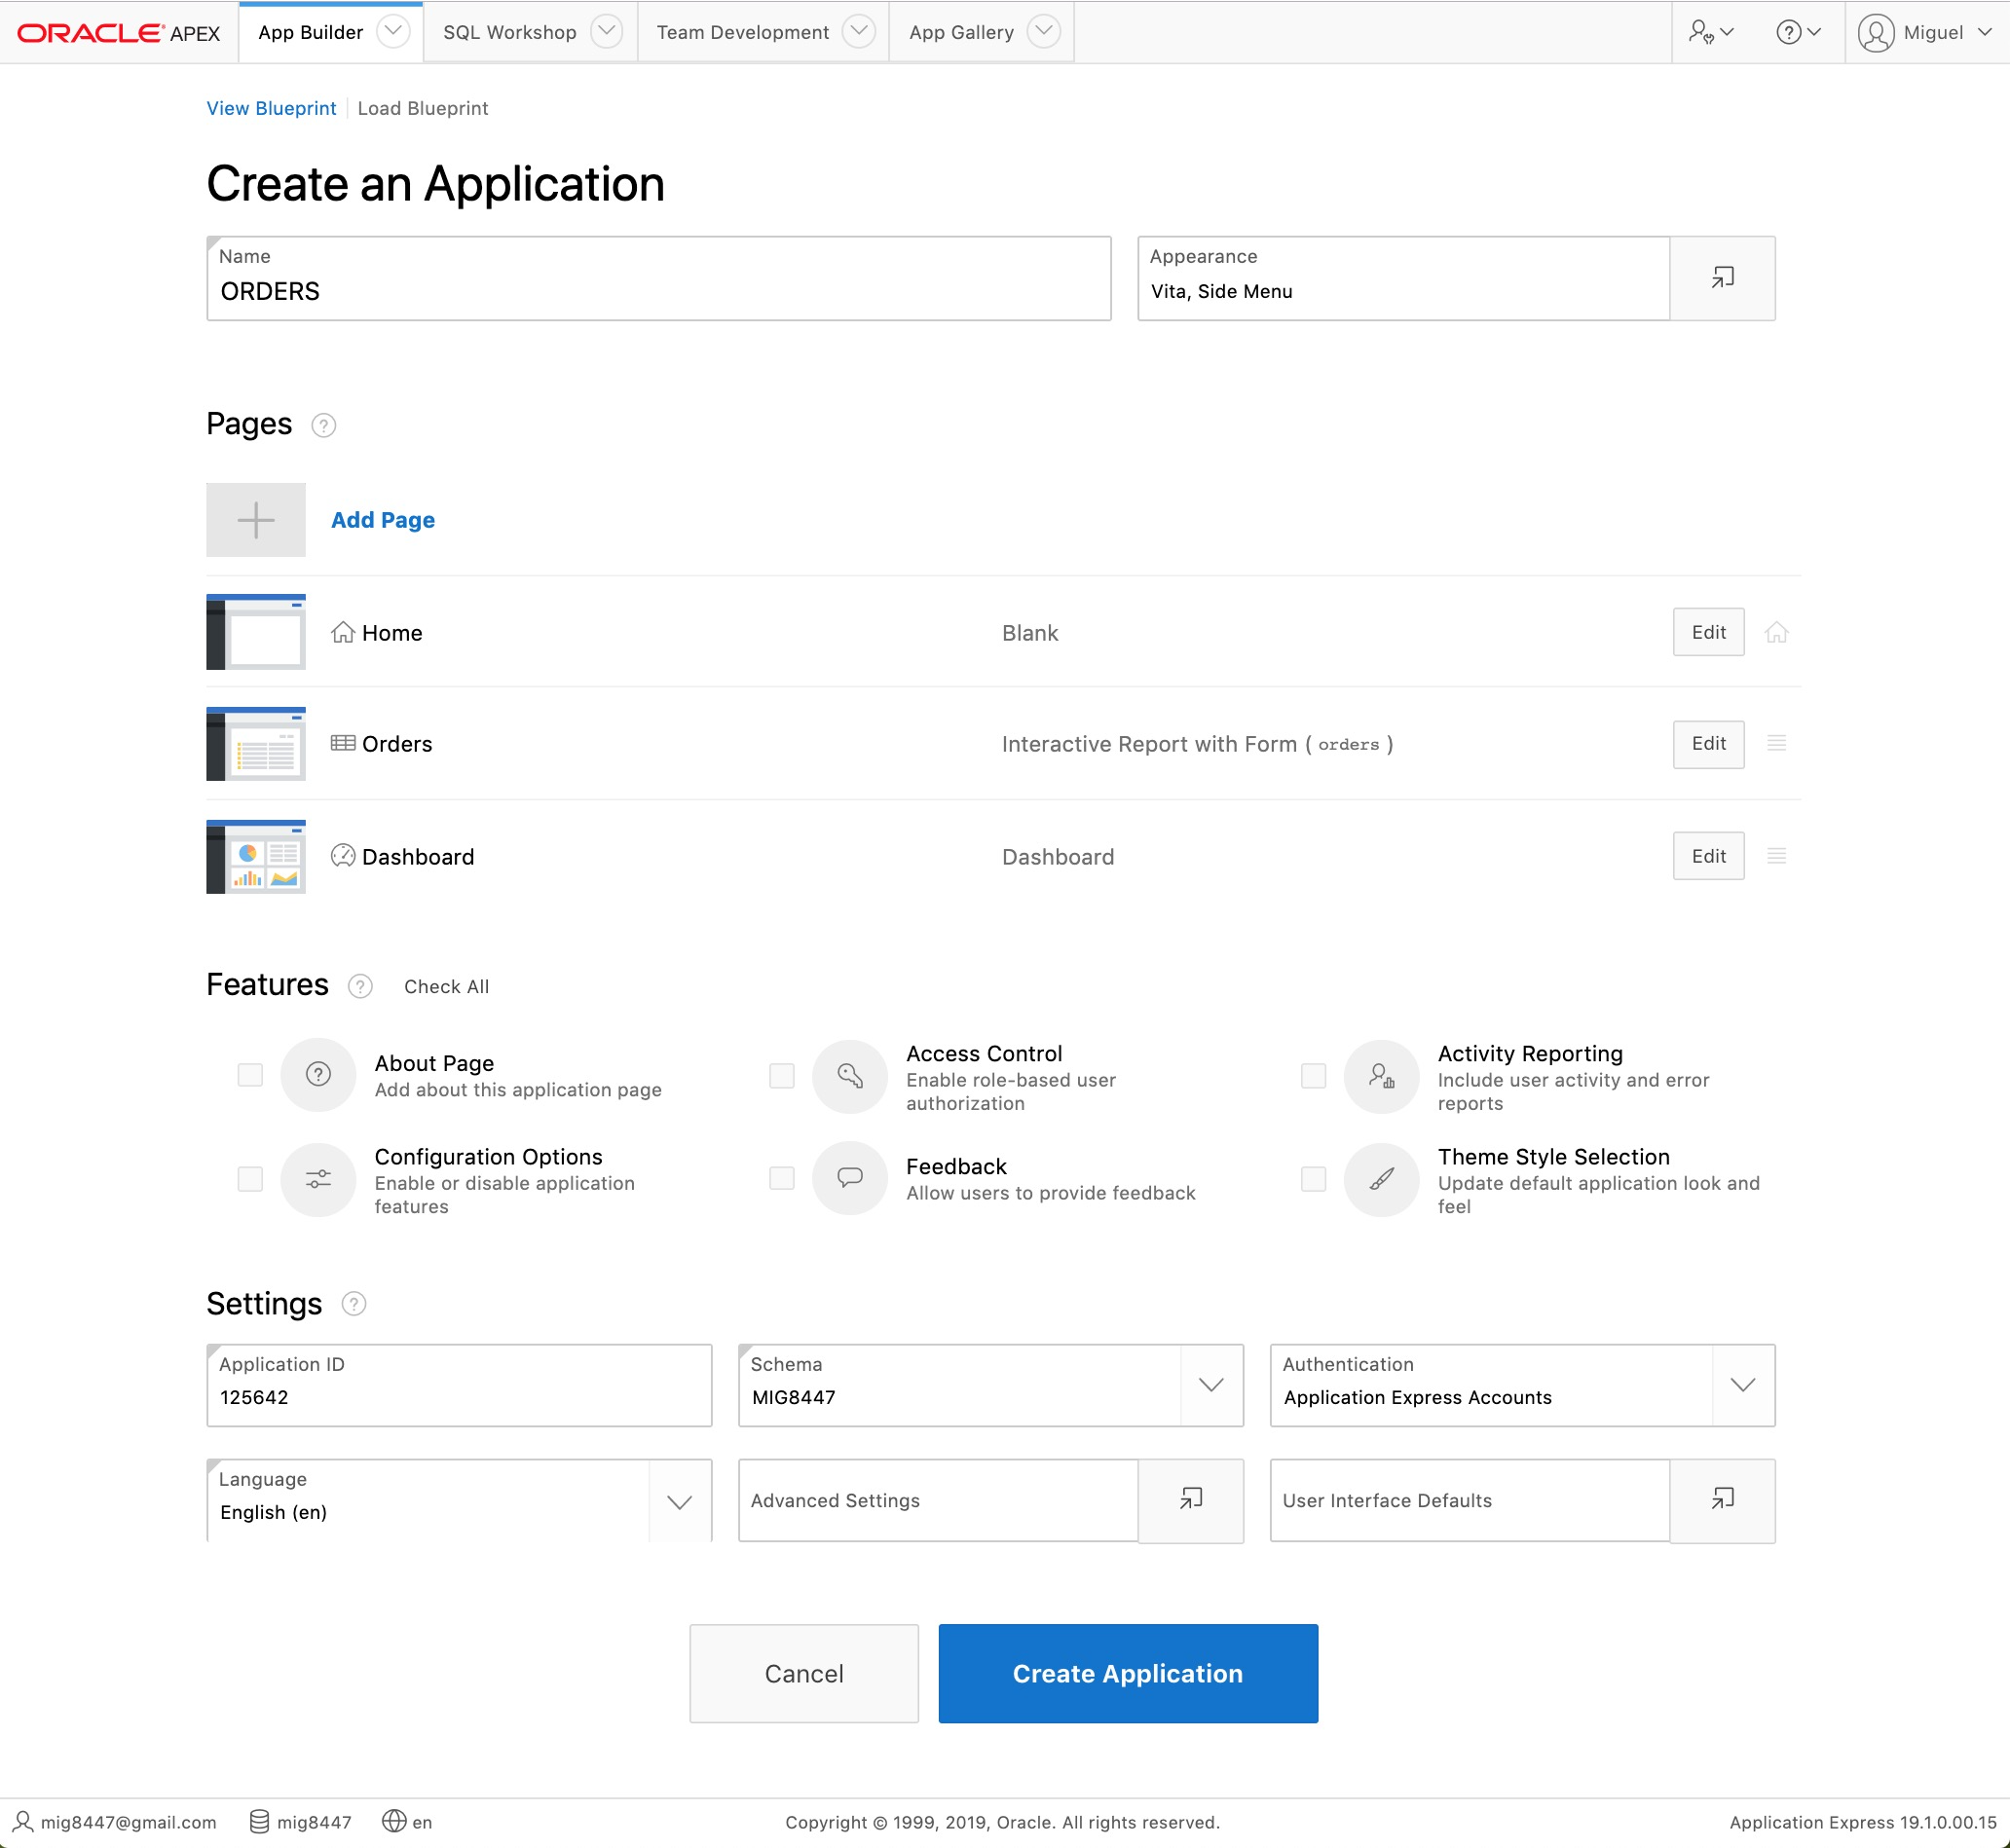 ORACLE APEX App Builder SQL Workshop Team Development App Gallery Miguel
View Blueprint Load Blueprint
Create an Application
Name
ORDERS
Appearance
Vita, Side Menu
Pages
Add Page
Home Blank Edit
Orders Interactive Report with Form ( orders ) Edit
Dashboard Dashboard Edit
Features Check All
About Page
Add about this application page
Access Control
Enable role-based user
authorization
Activity Reporting
Include user activity and error
reports
Configuration Options
Enable or disable application
features
Feedback
Allow users to provide feedback
Theme Style Selection
Update default application look and
feel
Settings
Application ID
125642
Schema
MIG8447
Authentication
Application Express Accounts
Language
English (en)
Advanced Settings
User Interface Defaults
Cancel Create Application
mig8447@gmail.com mig8447 en Copyright © 1999, 2019, Oracle. All rights reserved. Application Express 19.1.0.00.15